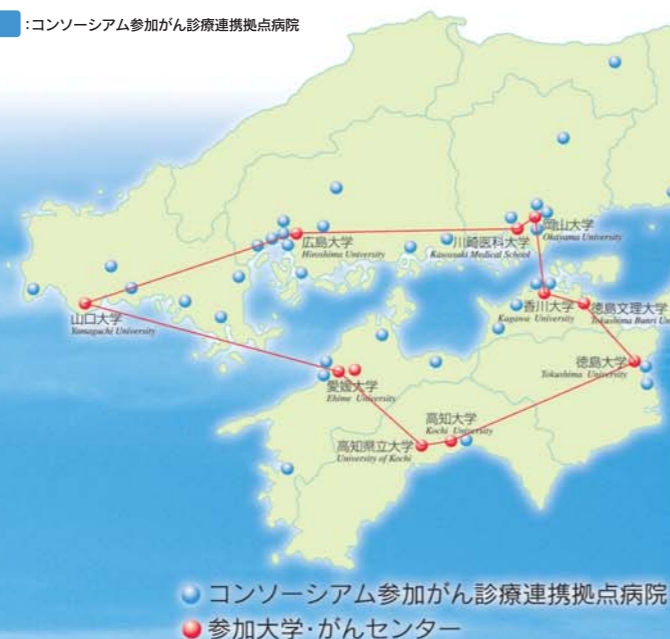 :コンソーシアム参加がん診療連携拠点病院
広島大学
Hiroshima University
川崎医科大学
Kawasaki Medical School
岡山大学
Okayama University
山口大学
Yamaguchi University
香川大学
Kagawa University
徳島文理大学
Tokushima Bunri Un
徳島大学
Tokushima University
愛媛大学
Ehime University
高知大学
Kochi University
高知県立大学
University of Kochi
コンソーシアム参加がん診療連携拠点病院
参加大学・がんセンター